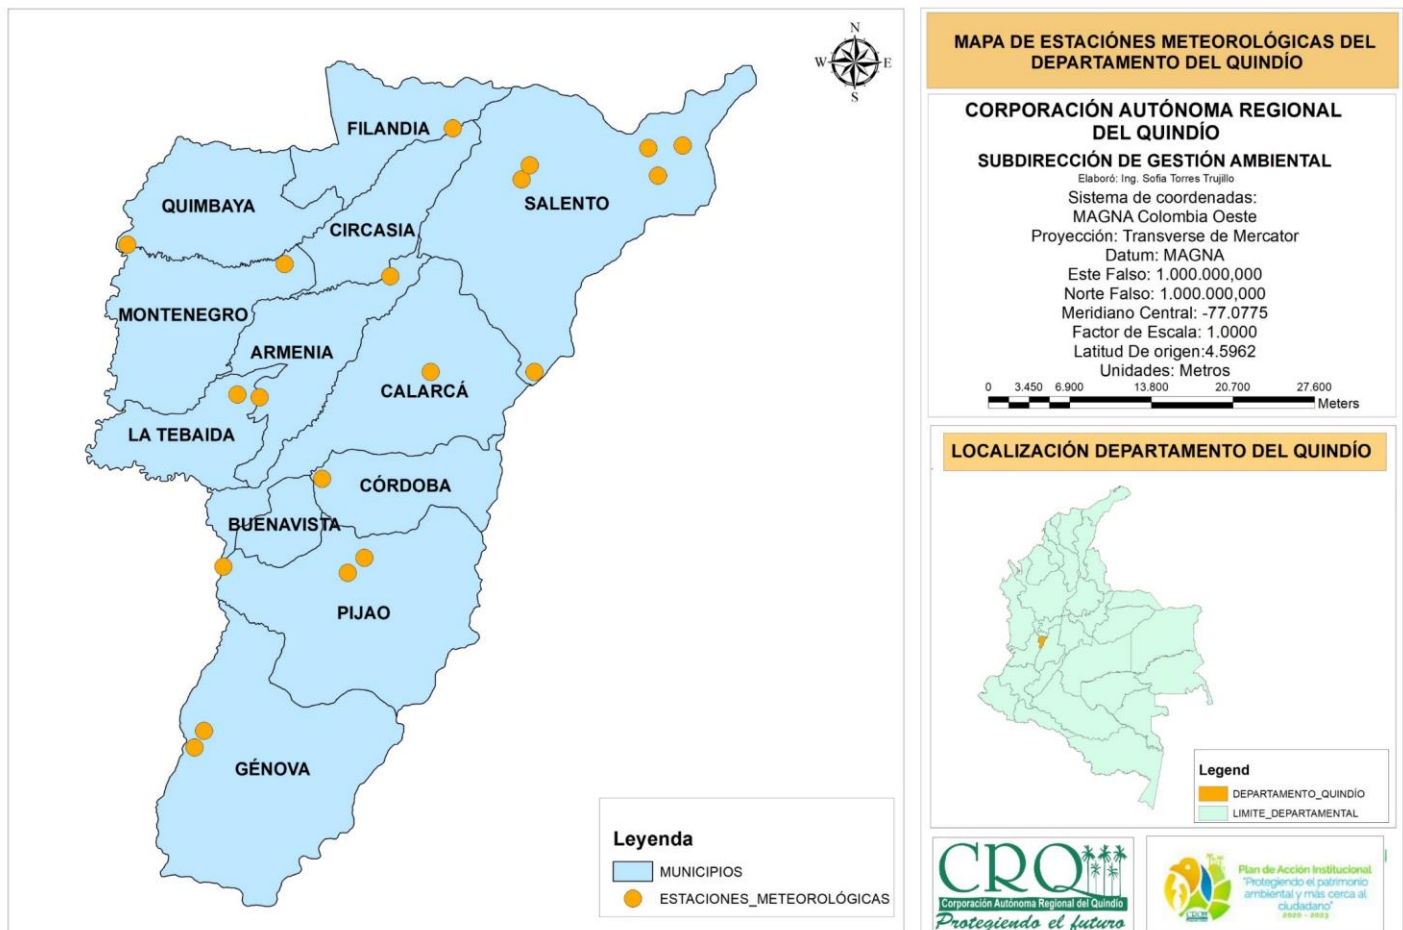 N
W
E
S
FILANDIA
QUIMBAYA
SALENTO
CIRCASIA
MONTENEGRO
ARMENIA
CALARCÁ
LA TEBAIDA
CÓRDOBA
BUENAVISTA
PIJAO
GÉNOVA
Leyenda
MUNICIPIOS
ESTACIONES_METEOROLÓGICAS
MAPA DE ESTACIÓNES METEOROLÓGICAS DEL
DEPARTAMENTO DEL QUINDÍO
CORPORACIÓN AUTÓNOMA REGIONAL
DEL QUINDÍO
SUBDIRECCIÓN DE GESTIÓN AMBIENTAL
Elaboró: Ing. Sofia Torres Trujillo
Sistema de coordenadas:
MAGNA Colombia Oeste
Proyección: Transverse de Mercator
Datum: MAGNA
Este Falso: 1.000.000,000
Norte Falso: 1.000.000,000
Meridiano Central: -77.0775
Factor de Escala: 1.0000
Latitud De origen:4.5962
Unidades: Metros
0 3.450 6.900 13.800 20.700 27.600
Meters
LOCALIZACIÓN DEPARTAMENTO DEL QUINDÍO
Legend
DEPARTAMENTO_QUINDÍO
LIMITE_DEPARTAMENTAL
CRQ
Corporación Autónoma Regional del Quindío
Protegiendo el futuro
Plan de Acción Institucional
"Protegiendo el patrimonio
ambiental y más cerca al
ciudadano"
2020 - 2023
CRQ